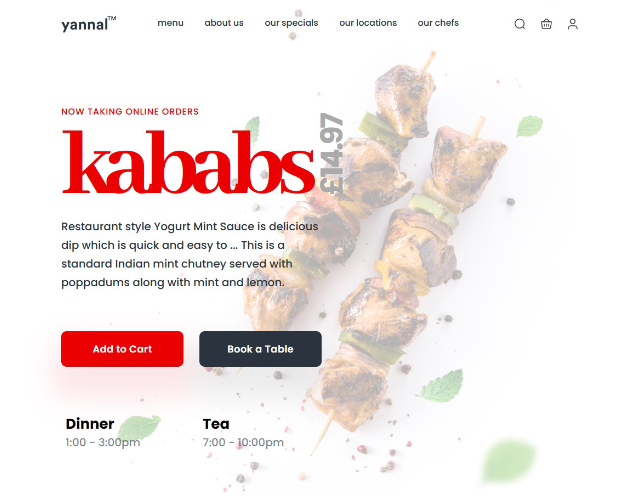 yannal™
menu about us our specials our locations our chefs
NOW TAKING ONLINE ORDERS
kababs
£14.97
Restaurant style Yogurt Mint Sauce is delicious
dip which is quick and easy to ... This is a
standard Indian mint chutney served with
poppadums along with mint and lemon.
Add to Cart Book a Table
Dinner Tea
1:00 - 3:00pm 7:00 - 10:00pm